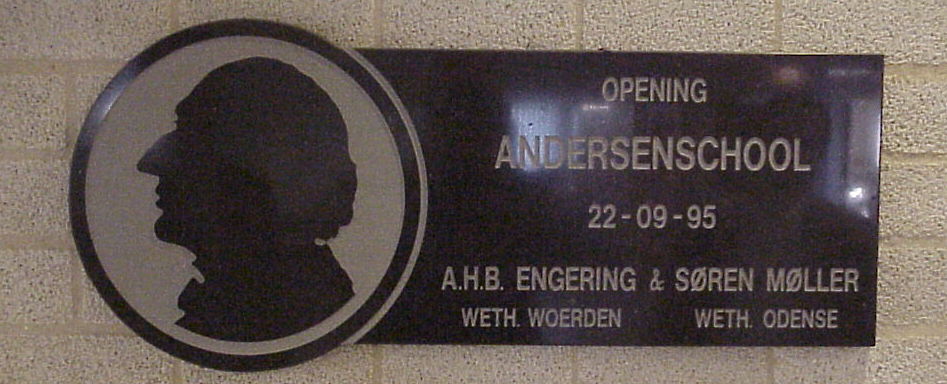 OPENING
ANDERSENSCHOOL
22-09-95
A.H.B. ENGERING & SØREN MØLLER
WETH. WOERDEN WETH. ODENSE